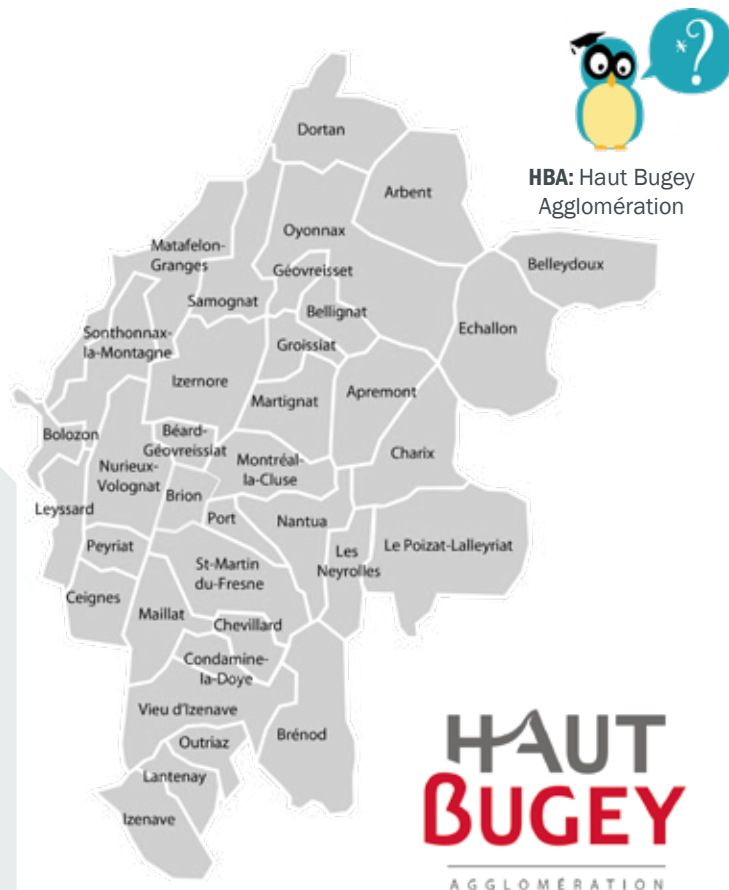 *?
HBA: Haut Bugey
Agglomération
Dortan
Arbent
Oyonnax
Matafelon-
Granges
Géovreisset
Belleydoux
Samognat
Bellignat
Echallon
Sonthonnax-
la-Montagne
Groissiat
Izernore
Apremont
Martignat
Bolozon
Béard-
Géovreissiat
Charix
Nurieux-
Volognat
Montréal-
la-Cluse
Brion
Leyssard
Port
Nantua
Peyriat
Les
Neyrolles
Le Poizat-Lalleyriat
St-Martin
du-Fresne
Ceignes
Maillat
Chevillard
Condamine-
la-Doye
Vieu d'Izenave
Outriaz
Brénod
Lantenay
Izenave
HAUT
BUGEY
AGGLOMÉRATION